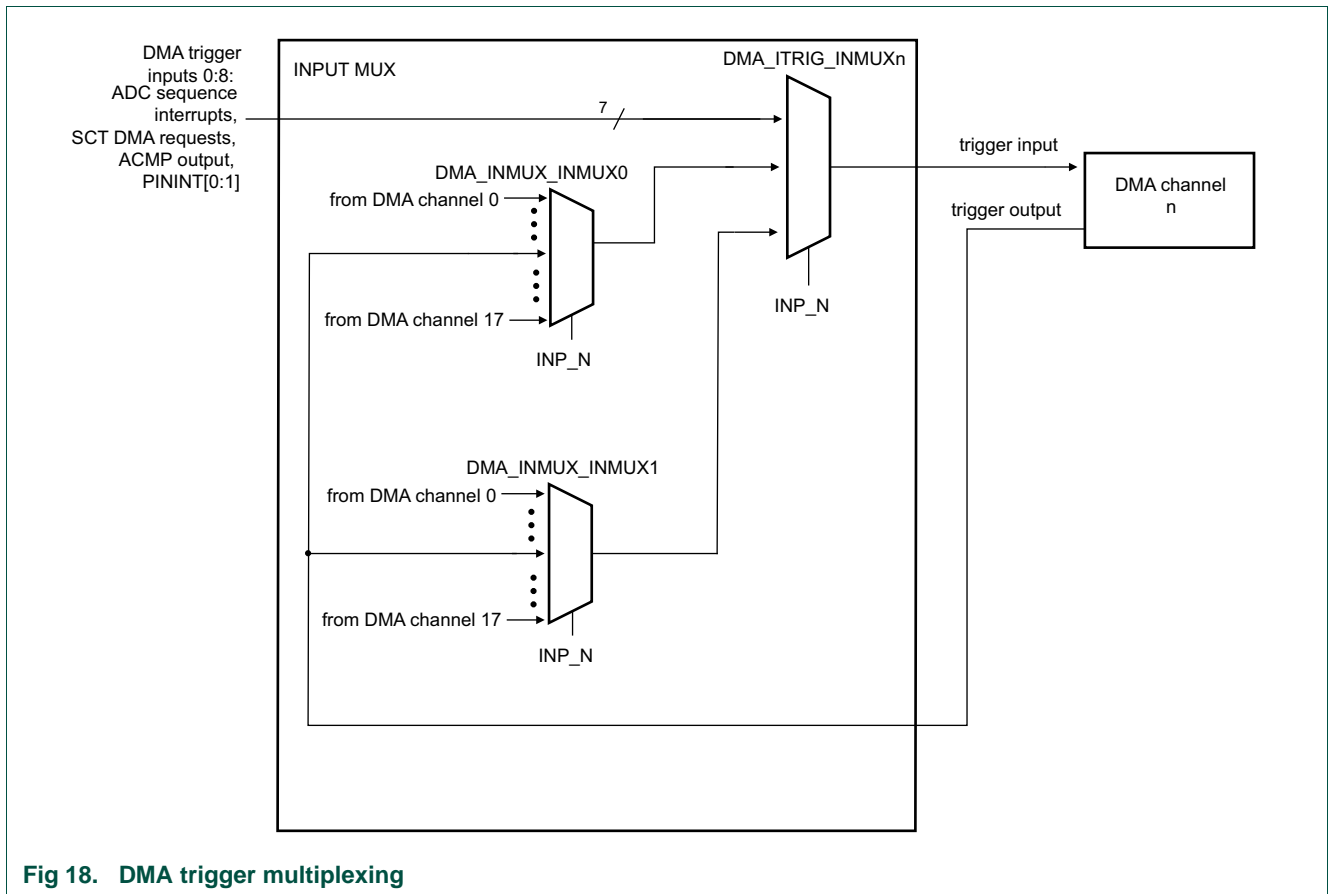 DMA trigger
inputs 0:8:
ADC sequence
interrupts,
SCT DMA requests,
ACMP output,
PININT[0:1]
INPUT MUX
7
DMA_ITRIG_INMUXn
INP_N
DMA_INMUX_INMUX0
from DMA channel 0
from DMA channel 17
INP_N
DMA_INMUX_INMUX1
from DMA channel 0
from DMA channel 17
INP_N
trigger input
trigger output
DMA channel
n
Fig 18. DMA trigger multiplexing